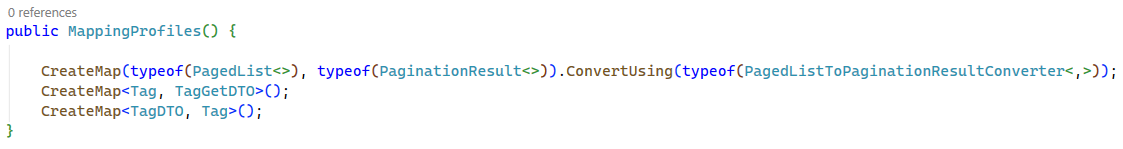 0 references
public MappingProfiles() {
CreateMap(typeof(PagedList<>), typeof(PaginationResult<>)).ConvertUsing(typeof(PagedListToPaginationResultConverter<,>));
CreateMap<Tag, TagGetDTO>();
CreateMap<TagDTO, Tag>();
}